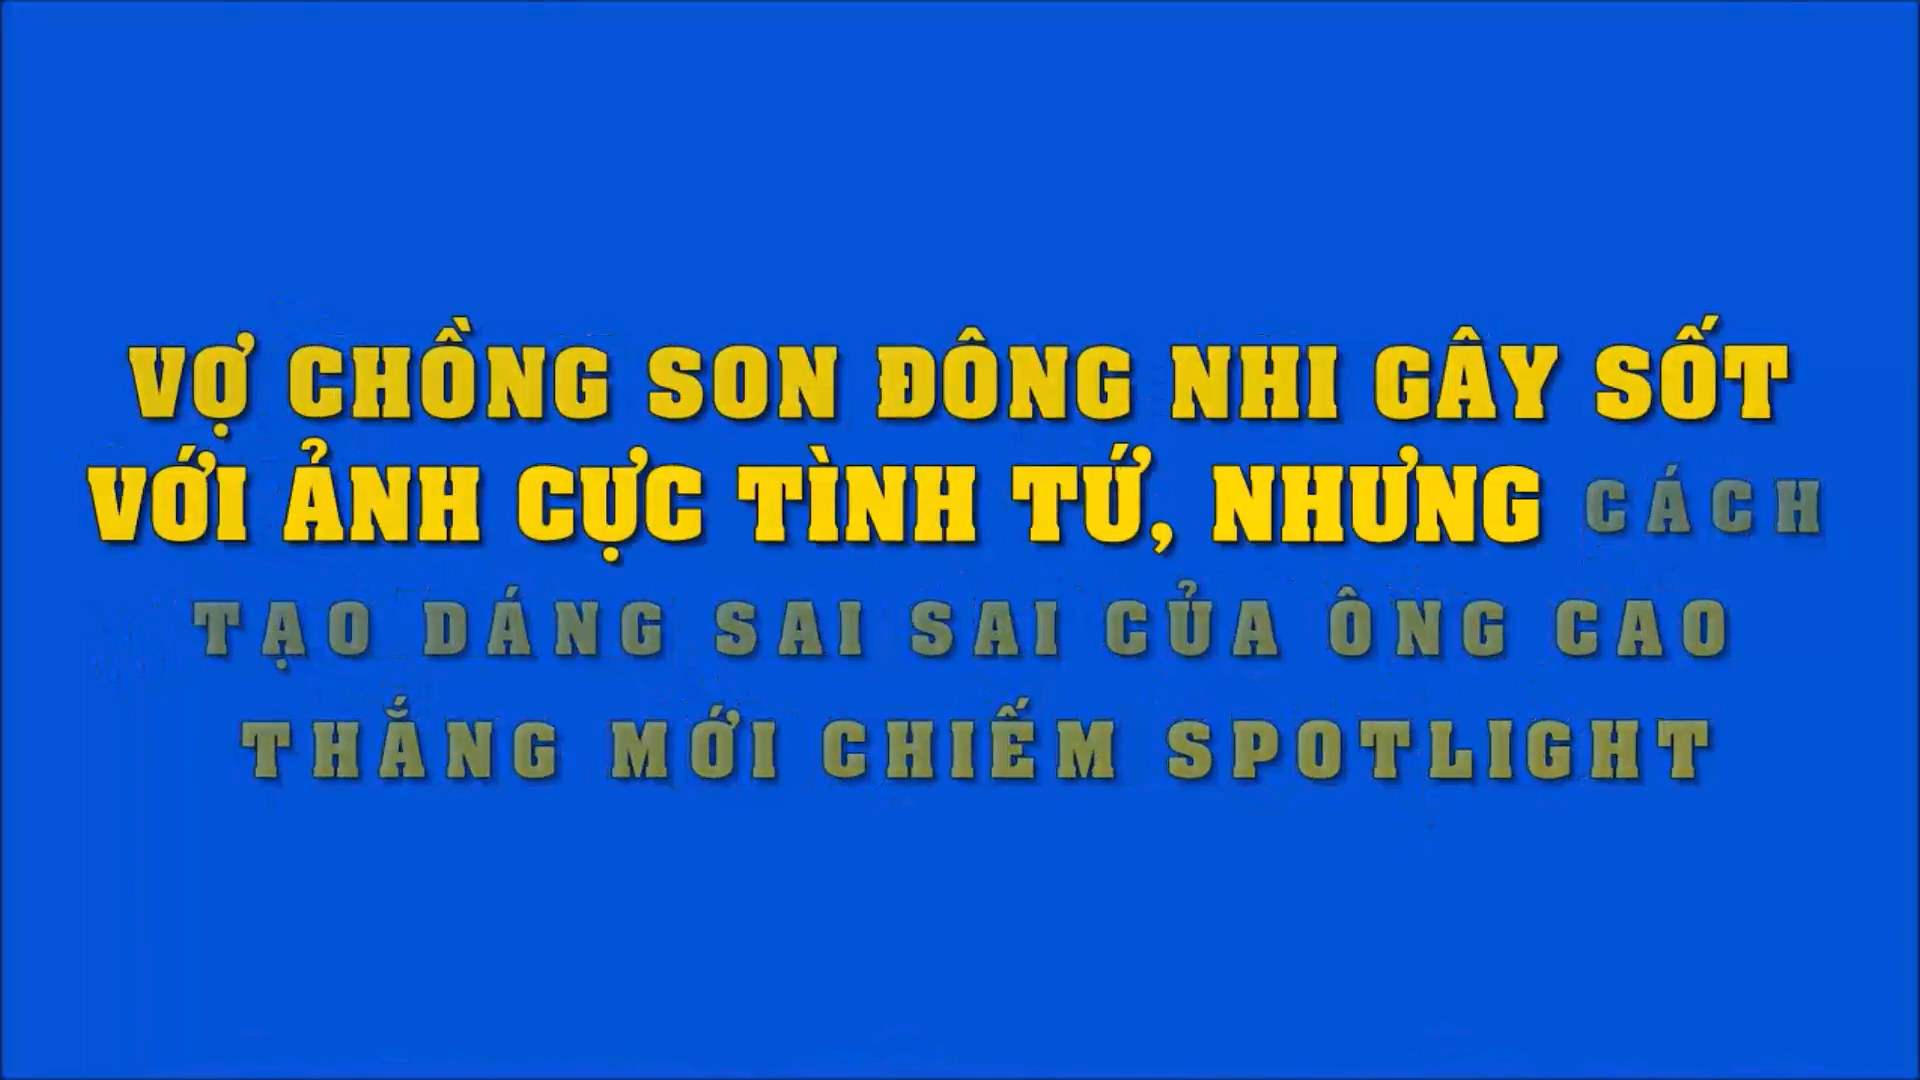 VỢ CHỒNG SON ĐÔNG NHI GÂY SỐT
VỚI ẢNH CỰC TÌNH TỨ, NHƯNG CÁCH
TẠO DÁNG SAI SAI CỦA ÔNG CAO
THẮNG MỚI CHIẾM SPOTLIGHT